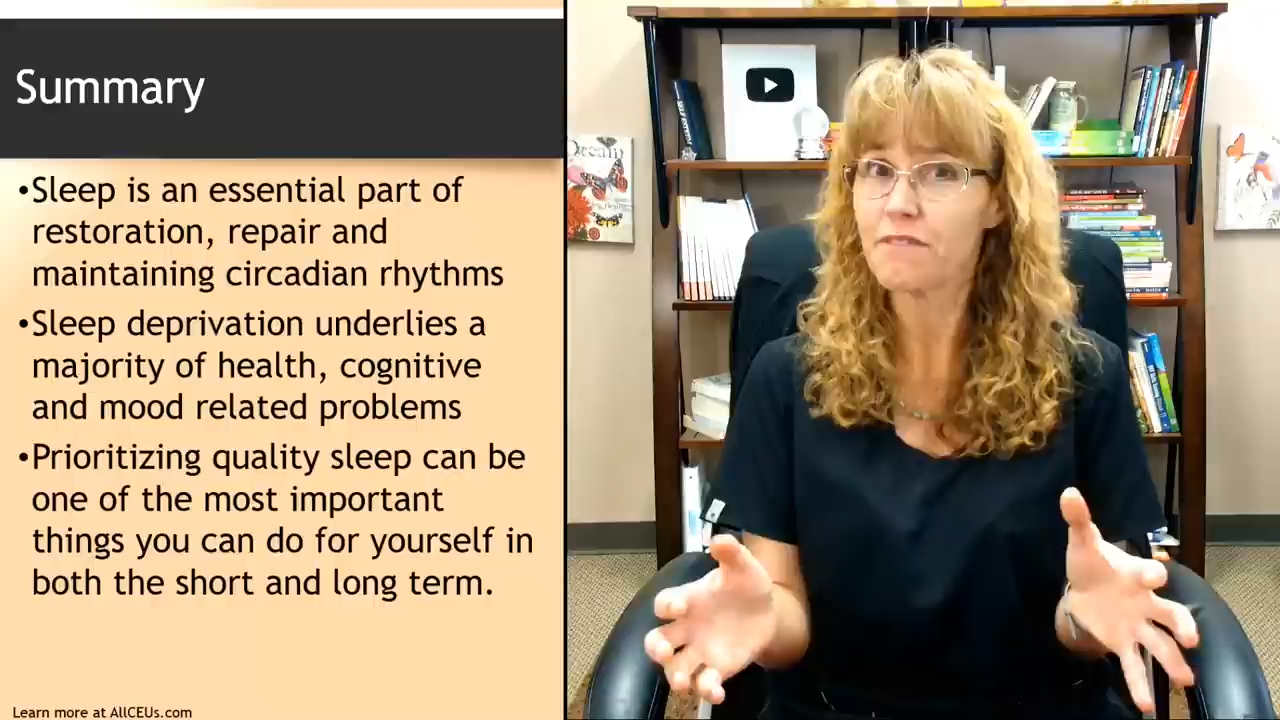 Summary
•Sleep is an essential part of
restoration, repair and
maintaining circadian rhythms
•Sleep deprivation underlies a
majority of health, cognitive
and mood related problems
•Prioritizing quality sleep can be
one of the most important
things you can do for yourself in
both the short and long term.
Learn more at AllCEUs.com
Dream